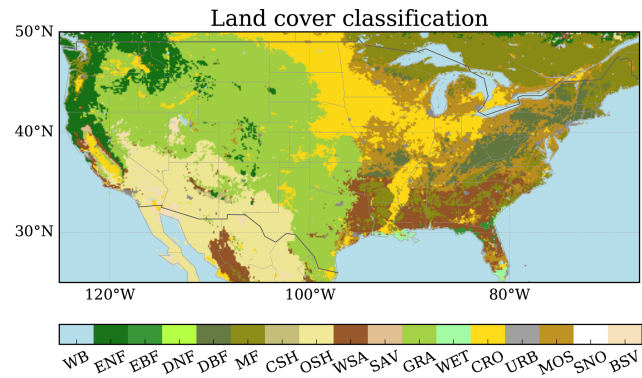 Land cover classification
50°N
40°N
30°N
120°W 100°W 80°W
WB ENF EBF DNF DBF MF CSH OSH WSA SAV GRA WET CRO URB MOS SNO BSV